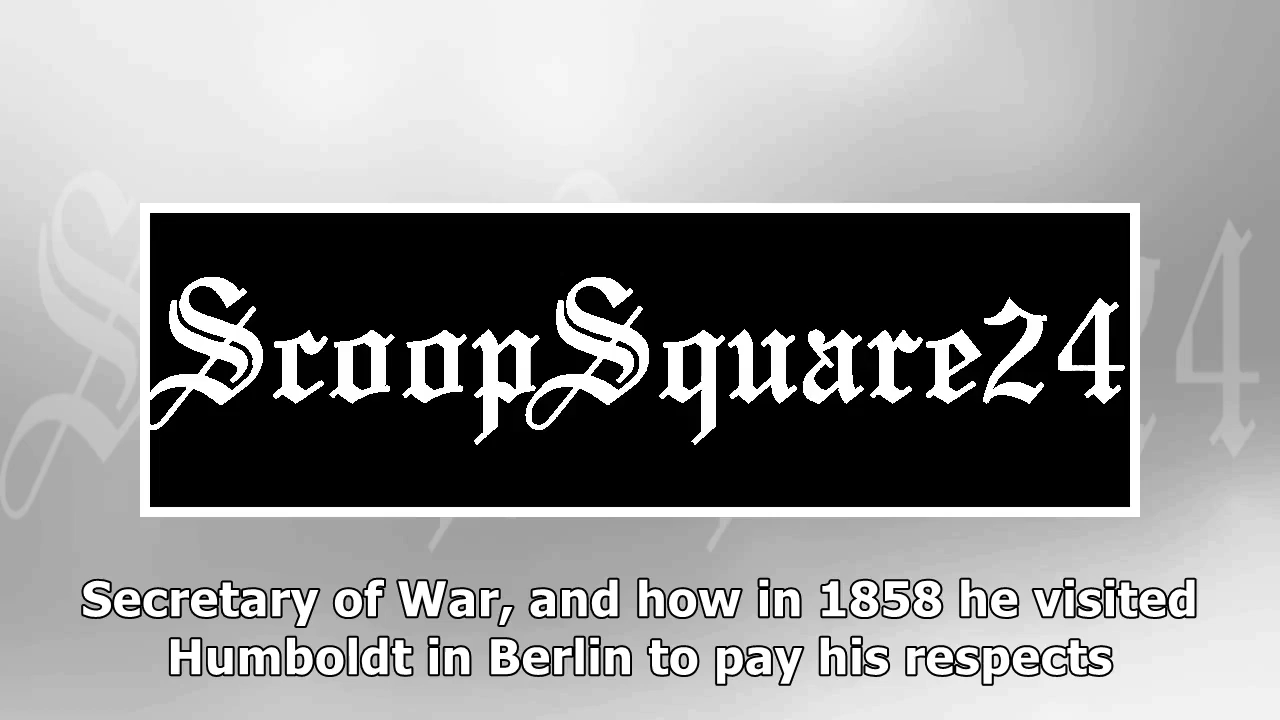 ScoopSquare24
Secretary of War, and how in 1858 he visited
Humboldt in Berlin to pay his respects